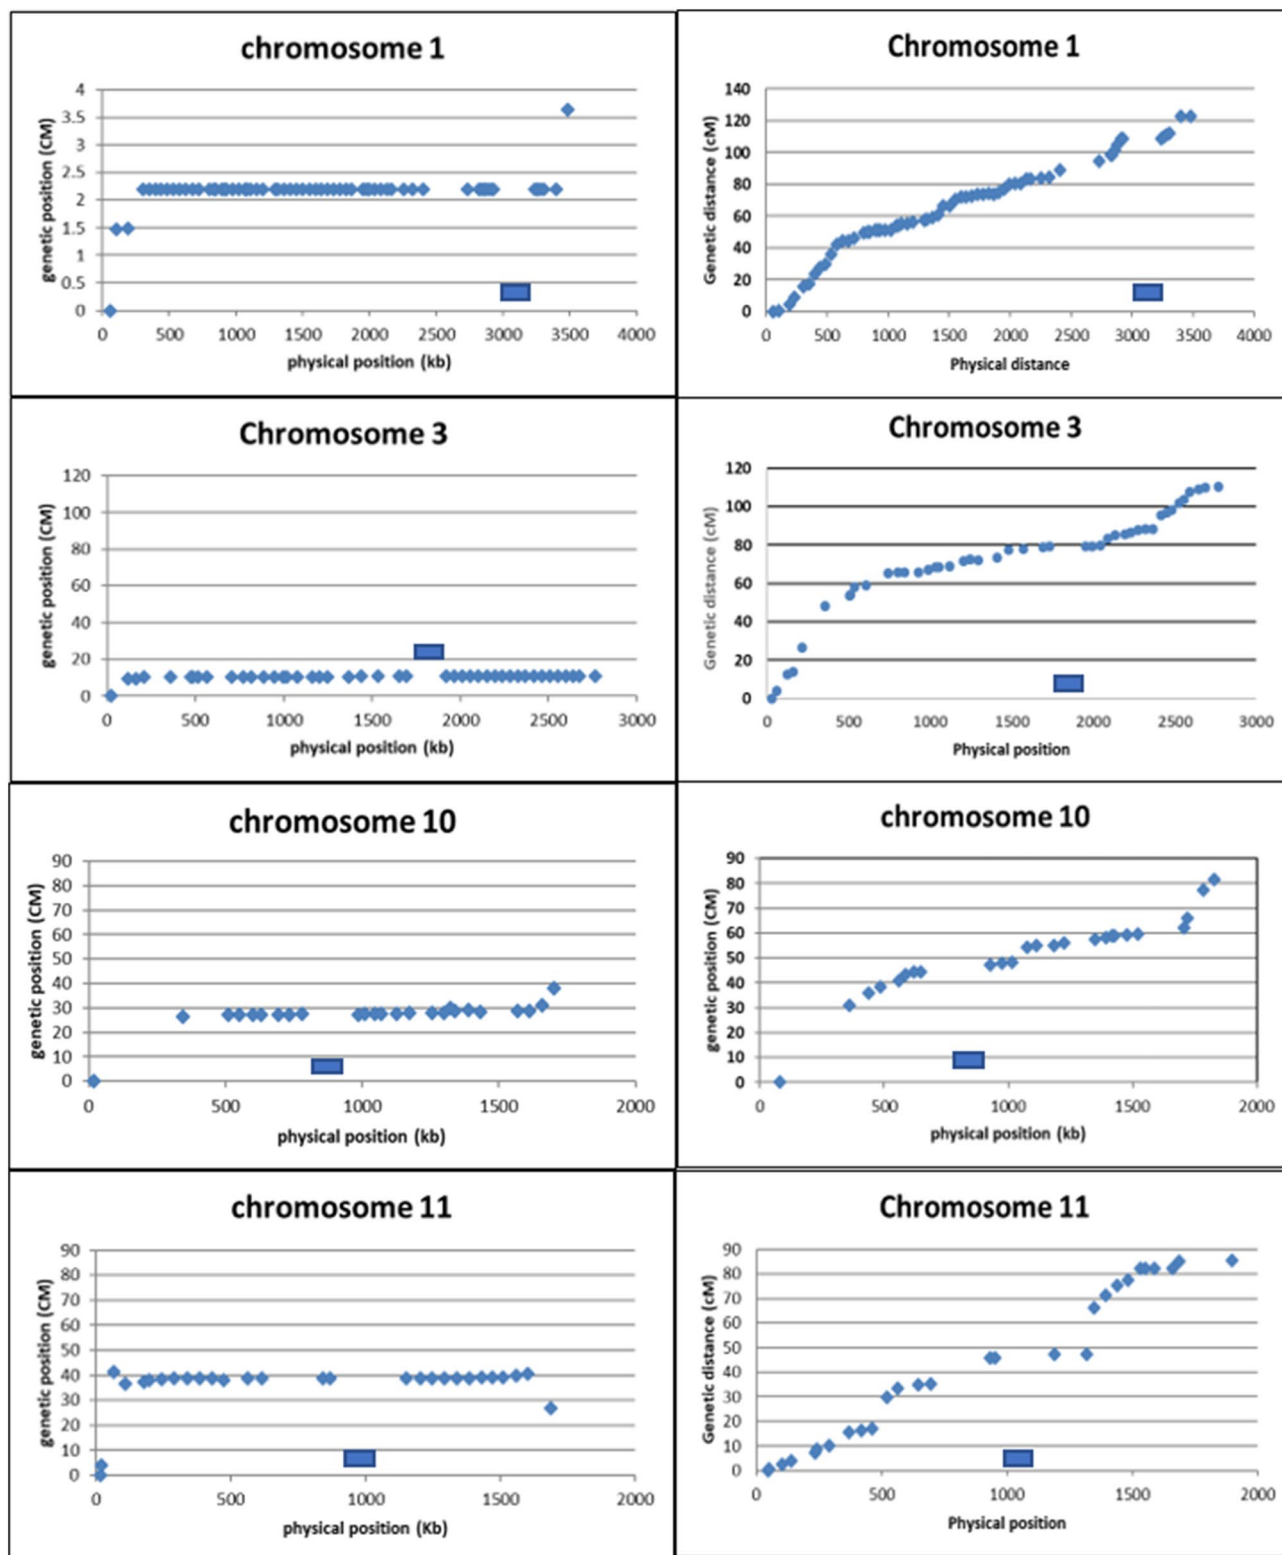 chromosome 1
genetic position (CM)
4
3.5
3
2.5
2
1.5
1
0.5
0
0 500 1000 1500 2000 2500 3000 3500 4000
physical position (kb)
Chromosome 1
Genetic distance (cM)
140
120
100
80
60
40
20
0
0 500 1000 1500 2000 2500 3000 3500 4000
Physical distance
Chromosome 3
genetic position (CM)
120
100
80
60
40
20
0
0 500 1000 1500 2000 2500 3000
physical position (kb)
Chromosome 3
Genetic distance (cM)
120
100
80
60
40
20
0
0 500 1000 1500 2000 2500 3000
Physical position
chromosome 10
genetic position (CM)
90
80
70
60
50
40
30
20
10
0
0 500 1000 1500 2000
physical position (kb)
chromosome 10
genetic position (CM)
90
80
70
60
50
40
30
20
10
0
0 500 1000 1500 2000
physical position (kb)
chromosome 11
genetic position (CM)
90
80
70
60
50
40
30
20
10
0
0 500 1000 1500 2000
physical position (Kb)
Chromosome 11
Genetic distance (cM)
90
80
70
60
50
40
30
20
10
0
0 500 1000 1500 2000
Physical position